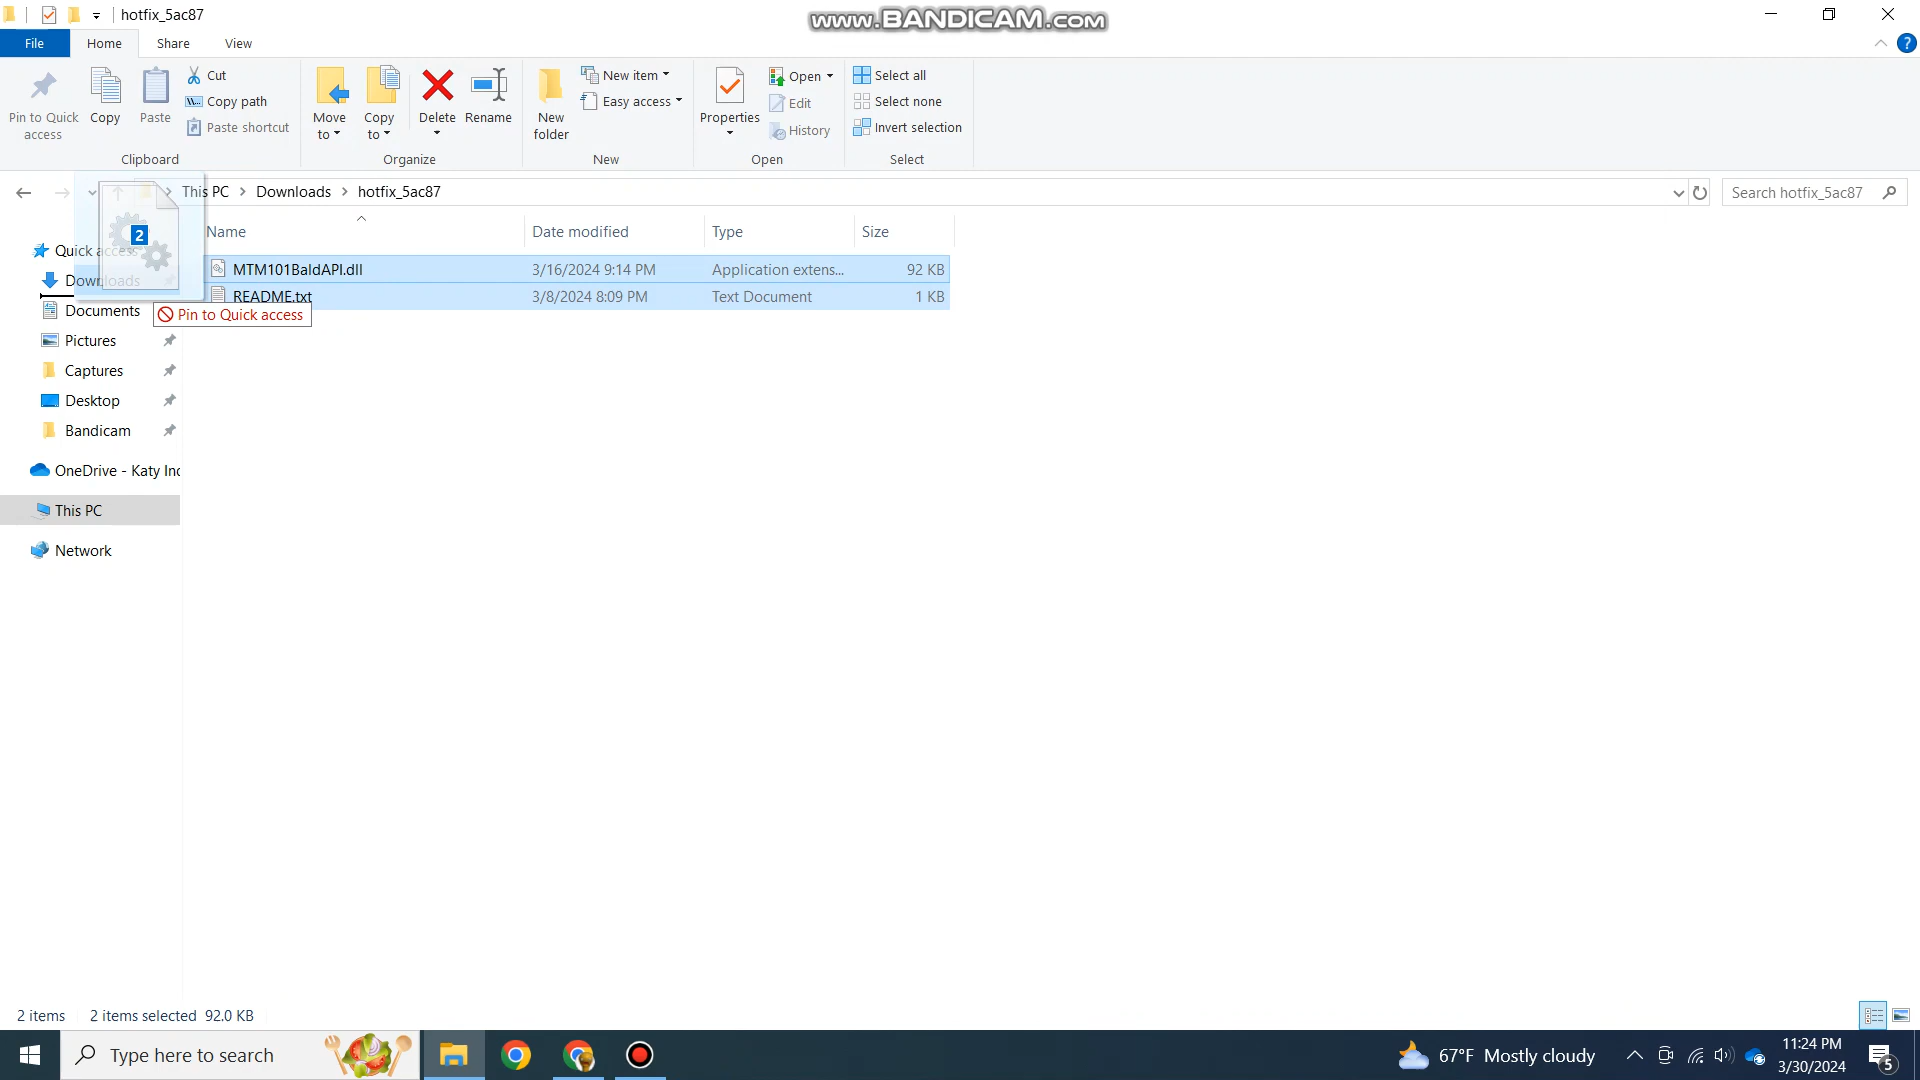 hotfix_5ac87
www.BANDICAM.COM
File
Home
Share
View
?
Pin to Quick access
Copy
Paste
Cut
Copy path
Paste shortcut
Clipboard
Move to
Copy to
Delete
Rename
Organize
New folder
New item
Easy access
New
Properties
Open
Edit
History
Open
Select all
Select none
Invert selection
Select
This PC > Downloads > hotfix_5ac87
Search hotfix_5ac87
Name
Date modified
Type
Size
MTM101BaldAPI.dll
3/16/2024 9:14 PM
Application extens...
92 KB
README.txt
3/8/2024 8:09 PM
Text Document
1 KB
2
Pin to Quick access
Quick access
Downloads
Documents
Pictures
Captures
Desktop
Bandicam
OneDrive - Katy Inc
This PC
Network
2 items
2 items selected 92.0 KB
Type here to search
67°F Mostly cloudy
11:24 PM
3/30/2024
5